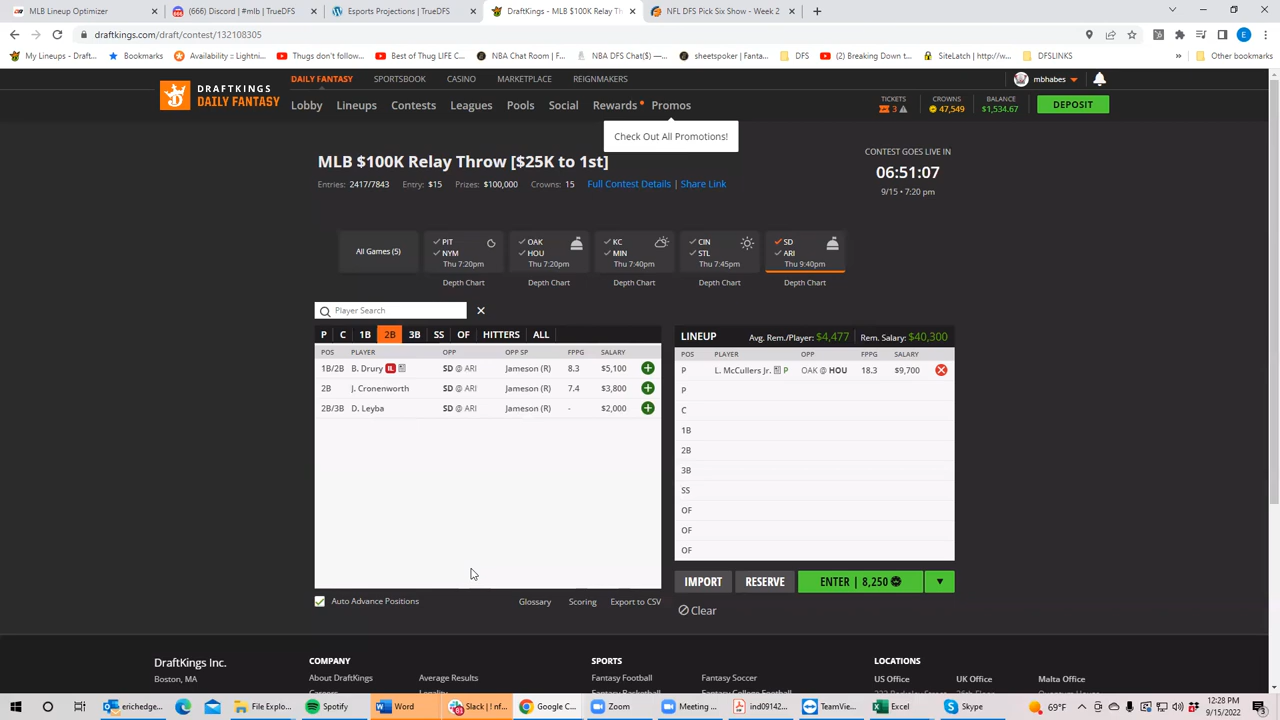 MLB Lineup Optimizer
(666) Discord | #mlb | TrueDFS
Esports Projections | TrueDFS
DraftKings - MLB $100K Relay Th
NFL DFS Pick Six Show - Week 2
draftkings.com/draft/contest/132108305
My Lineups - Draft...
Bookmarks
Availability = Lightni...
Thugs don't follow...
Best of Thug LIFE C...
NBA Chat Room / ...
NBA DFS Chat($) -...
sheetspoker | Fanta...
DFS
(2) Breaking Down t...
SiteLatch | http://w...
DFSLINKS
Other bookmarks
DAILY FANTASY SPORTSBOOK CASINO MARKETPLACE REIGNMAKERS
mbhabes
DRAFTKINGS
DAILY FANTASY
Lobby Lineups Contests Leagues Pools Social Rewards Promos
TICKETS CROWNS BALANCE
3 47,549 $1,534.67
DEPOSIT
Check Out All Promotions!
MLB $100K Relay Throw [$25K to 1st]
CONTEST GOES LIVE IN
06:51:07
9/15 • 7:20 pm
Entries: 2417/7843 Entry: $15 Prizes: $100,000 Crowns: 15 Full Contest Details | Share Link
All Games (5)
PIT
NYM
Thu 7:20pm
Depth Chart
OAK
HOU
Thu 7:20pm
Depth Chart
KC
MIN
Thu 7:40pm
Depth Chart
CIN
STL
Thu 7:45pm
Depth Chart
SD
ARI
Thu 9:40pm
Depth Chart
Player Search
P C 1B 2B 3B SS OF HITTERS ALL
POS PLAYER OPP OPP SP FPPG SALARY
1B/2B B. Drury IL SD @ ARI Jameson (R) 8.3 $5,100
2B J. Cronenworth SD @ ARI Jameson (R) 7.4 $3,800
2B/3B D. Leyba SD @ ARI Jameson (R) - $2,000
Auto Advance Positions
Glossary Scoring Export to CSV
LINEUP Avg. Rem./Player: $4,477 Rem. Salary: $40,300
POS PLAYER OPP FPPG SALARY
P L. McCullers Jr. P OAK @ HOU 18.3 $9,700
P
C
1B
2B
3B
SS
OF
OF
OF
IMPORT RESERVE ENTER | 8,250
Clear
DraftKings Inc.
Boston, MA
COMPANY
About DraftKings Average Results
SPORTS
Fantasy Football Fantasy Soccer
LOCATIONS
US Office UK Office Malta Office
erichedge...
File Explo...
Spotify
Word
Slack | ! nf...
Google C...
Zoom
Meeting ...
ind09142...
TeamVie...
Excel
Skype
69°F
12:28 PM
9/15/2022